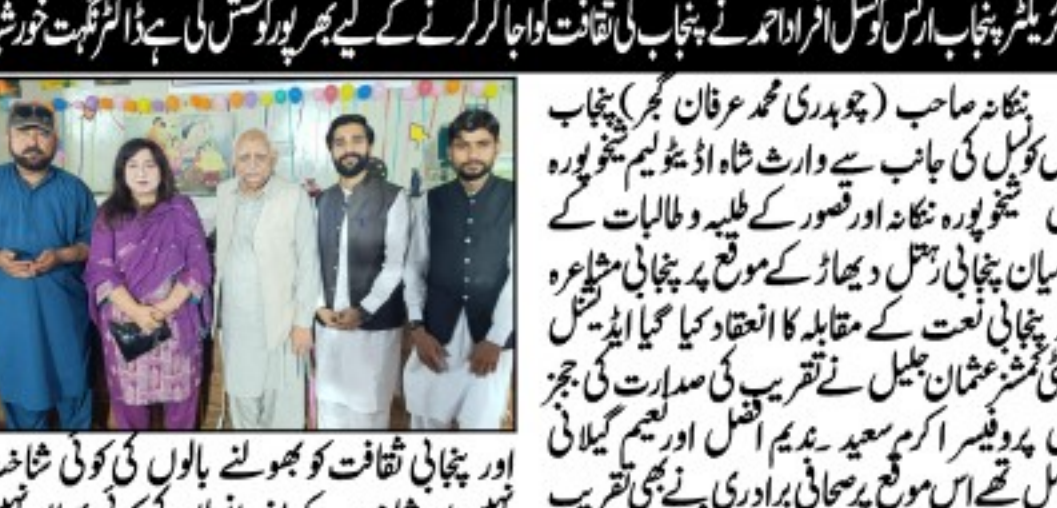 پنجاب آرٹس کونسل افراد احمد نے پنجاب کی ثقافت کو اجاگر کرنے کے لیے بھرپور کوشش کی ہے ڈاکٹر نگہت خورشید
ننکانہ صاحب (چوہدری محمد عرفان گجر) پنجاب
کونسل کی جانب سے وارث شاہ اڈیٹوریم شیخوپورہ
شیخوپورہ ننکانہ اور قصور کے طلبہ و طالبات کے
پنجابی رہتل دیہاڑ کے موقع پر پنجابی مشاعرہ
پنجابی نعت کے مقابلہ کا انعقاد کیا گیا ایڈیشنل
کمشنر عثمان جلیل نے تقریب کی صدارت کی ججز
پروفیسر اکرم سعید ۔ندیم افضل اور نعیم گیلانی
تھے اس موقع پر صحافی برادری نے بھی تقریب
اور پنجابی ثقافت کو بھولنے والوں کی کوئی